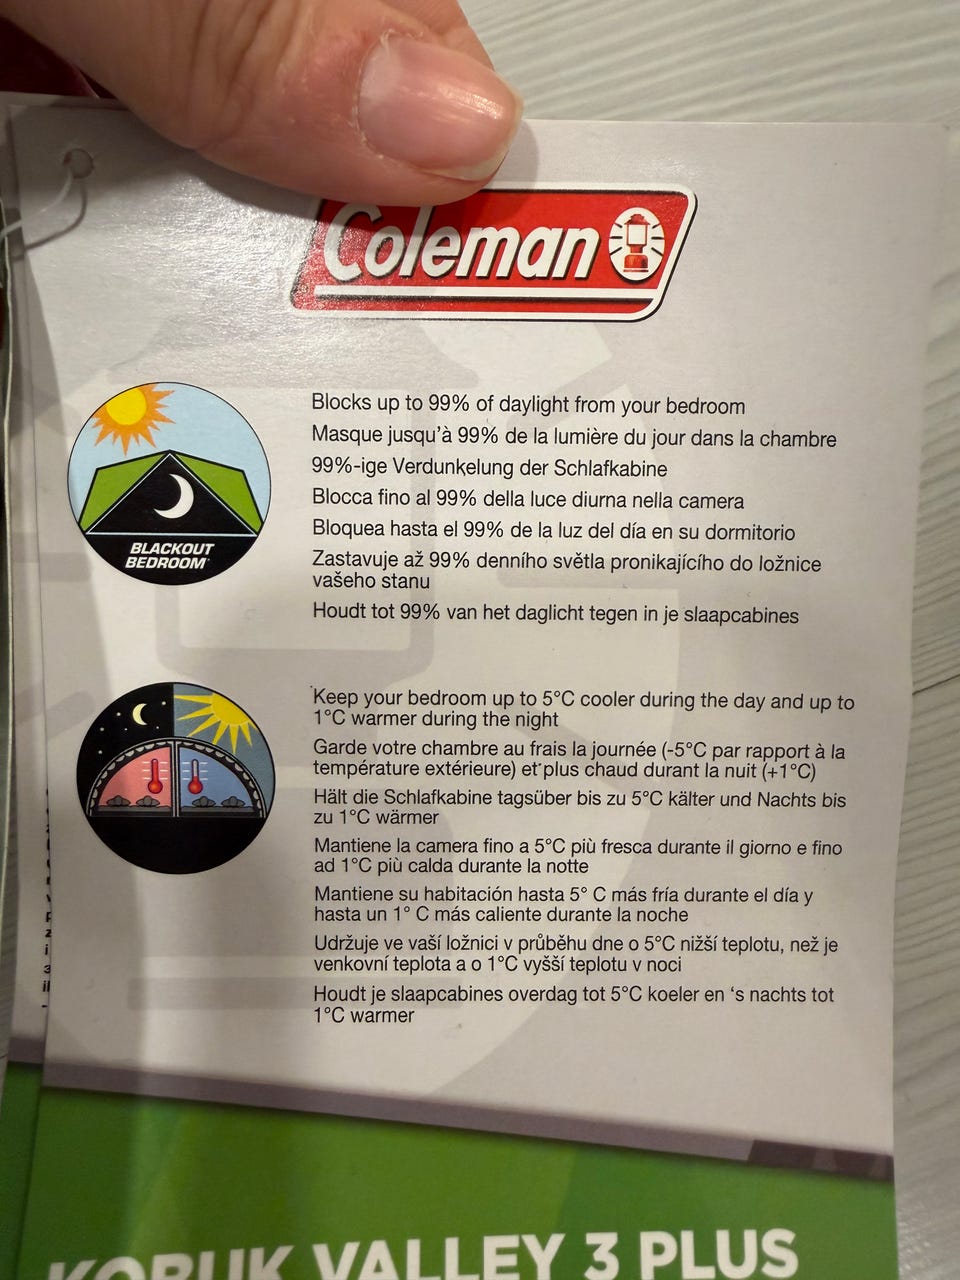 Coleman
Blocks up to 99% of daylight from your bedroom
Masque jusqu'à 99% de la lumière du jour dans la chambre
99%-ige Verdunkelung der Schlafkabine
Blocca fino al 99% della luce diurna nella camera
Bloquea hasta el 99% de la luz del día en su dormitorio
Zastavuje až 99% denního světla pronikajícího do ložnice
vašeho stanu
Houdt tot 99% van het daglicht tegen in je slaapcabines
BLACKOUT
BEDROOM
Keep your bedroom up to 5°C cooler during the day and up to
1°C warmer during the night
Garde votre chambre au frais la journée (-5°C par rapport à la
température extérieure) et plus chaud durant la nuit (+1°C)
Hält die Schlafkabine tagsüber bis zu 5°C kälter und Nachts bis
zu 1°C wärmer
Mantiene la camera fino a 5°C più fresca durante il giorno e fino
ad 1°C più calda durante la notte
Mantiene su habitación hasta 5° C más fría durante el día y
hasta un 1° C más caliente durante la noche
Udržuje ve vaší ložnici v průběhu dne o 5°C nižší teplotu, než je
venkovní teplota a o 1°C vyšší teplotu v noci
Houdt je slaapcabines overdag tot 5°C koeler en 's nachts tot
1°C warmer
KOBUK VALLEY 3 PLUS